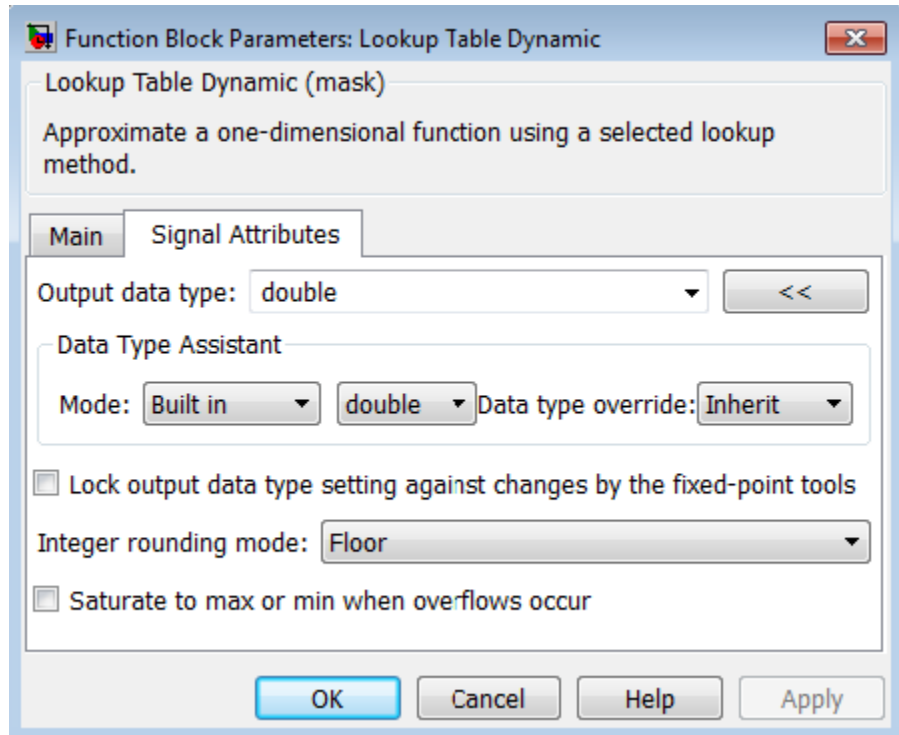 Function Block Parameters: Lookup Table Dynamic
Lookup Table Dynamic (mask)
Approximate a one-dimensional function using a selected lookup
method.
Main Signal Attributes
Output data type: double <<
Data Type Assistant
Mode: Built in double Data type override: Inherit
Lock output data type setting against changes by the fixed-point tools
Integer rounding mode: Floor
Saturate to max or min when overflows occur
OK Cancel Help Apply